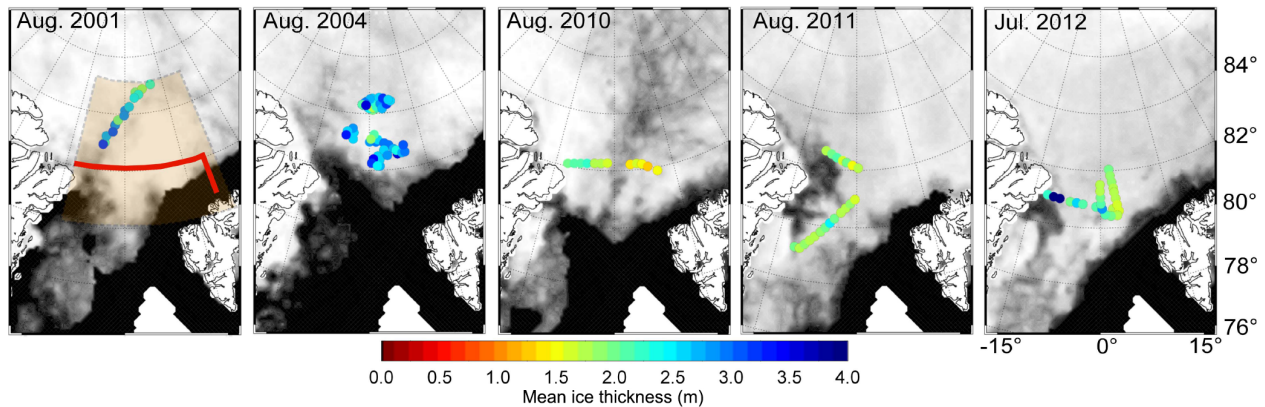 Aug. 2001
Aug. 2004
Aug. 2010
Aug. 2011
Jul. 2012
84°
82°
80°
78°
76°
-15°
0°
15°
0.0
0.5
1.0
1.5
2.0
2.5
3.0
3.5
4.0
Mean ice thickness (m)